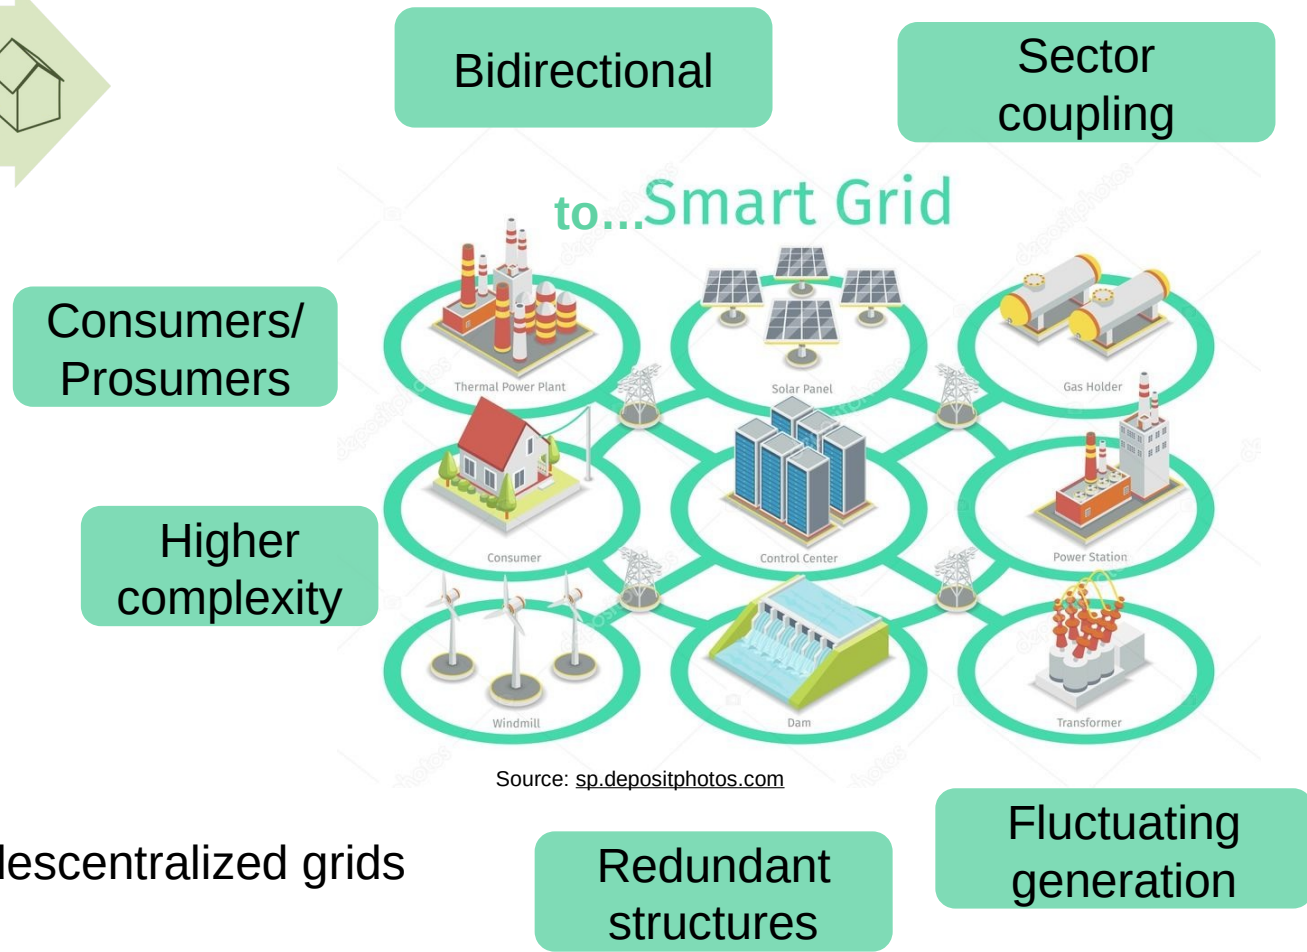 Bidirectional
Sector
coupling
to...Smart Grid
Consumers/
Prosumers
Thermal Power Plant
Solar Panel
Gas Holder
Higher
complexity
Consumer
Control Center
Power Station
Windmill
Dam
Transformer
Source: sp.depositphotos.com
descentralized grids
Redundant
structures
Fluctuating
generation